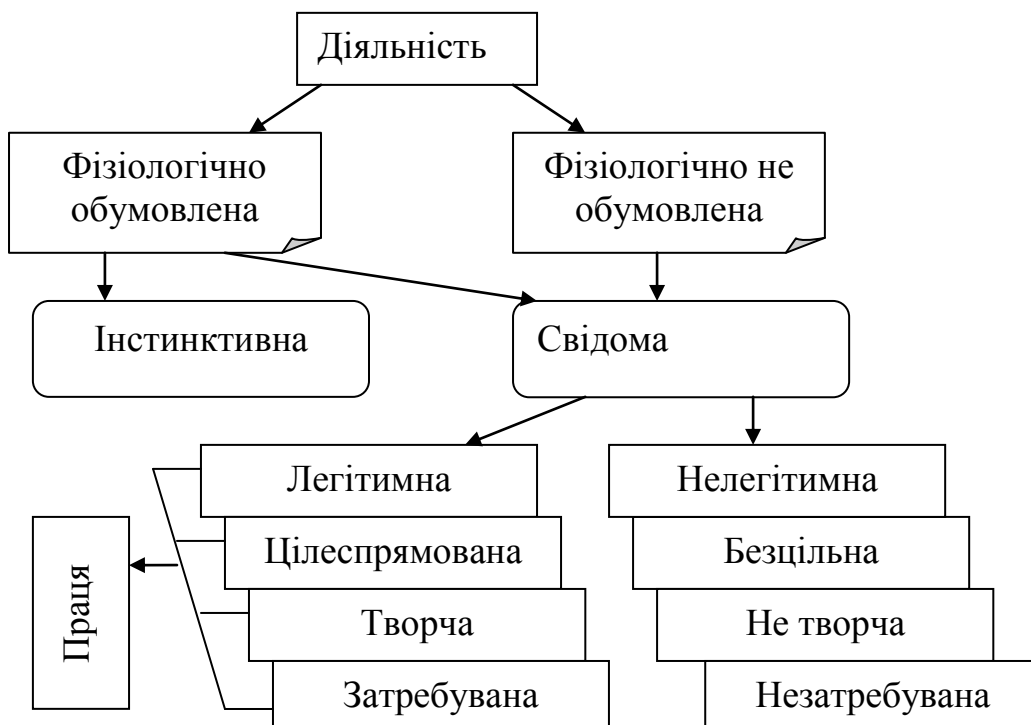 Діяльність
Фізіологічно
обумовлена
Фізіологічно не
обумовлена
Інстинктивна
Свідома
Легітимна
Нелегітимна
Цілеспрямована
Безцільна
Праця
Творча
Не творча
Затребувана
Незатребувана